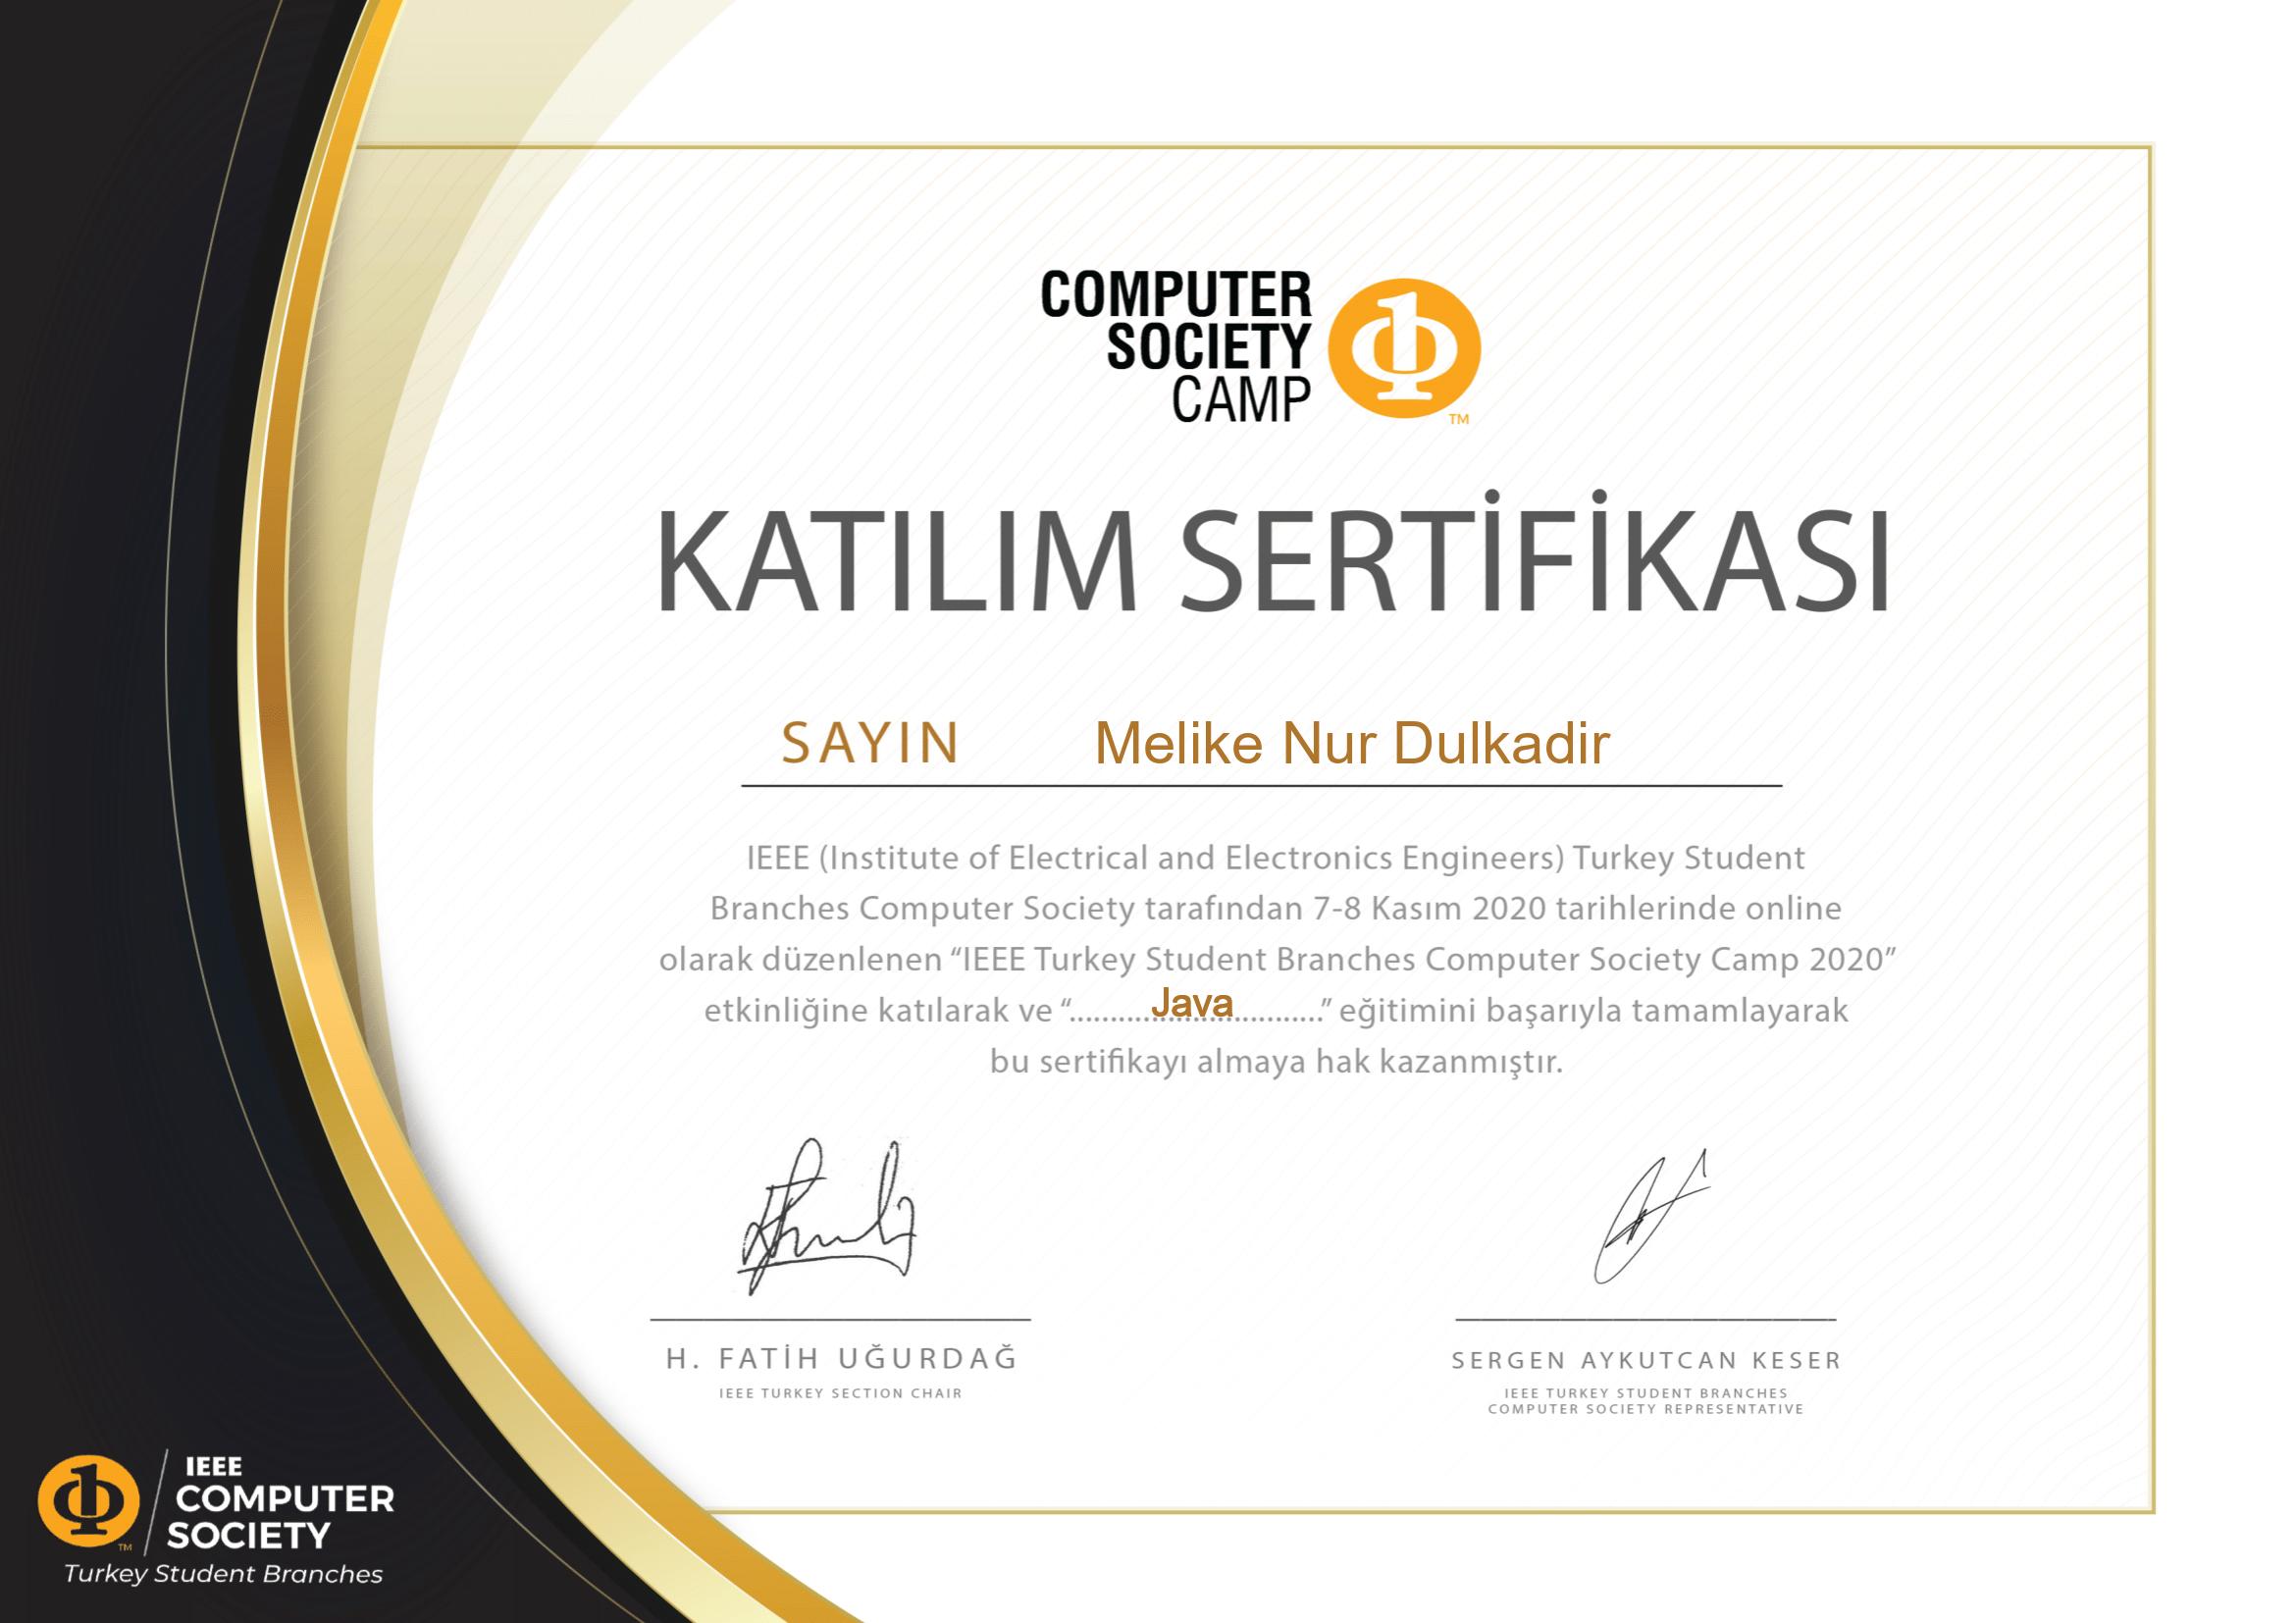 COMPUTER
SOCIETY
CAMP
TM
KATILIM SERTİFİKASI
SAYIN Melike Nur Dulkadir
IEEE (Institute of Electrical and Electronics Engineers) Turkey Student
Branches Computer Society tarafından 7-8 Kasım 2020 tarihlerinde online
olarak düzenlenen “IEEE Turkey Student Branches Computer Society Camp 2020”
etkinliğine katılarak ve “..........Java...........” eğitimini başarıyla tamamlayarak
bu sertifikayı almaya hak kazanmıştır.
H. FATİH UĞURDAĞ
IEEE TURKEY SECTION CHAIR
SERGEN AYKUTCAN KESER
IEEE TURKEY STUDENT BRANCHES
COMPUTER SOCIETY REPRESENTATIVE
IEEE
COMPUTER
SOCIETY
TM
Turkey Student Branches